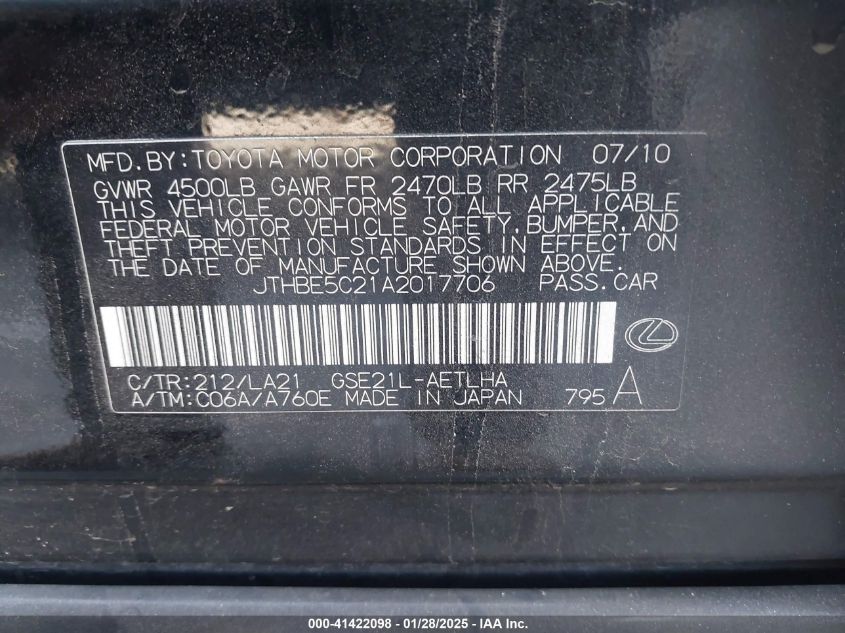 MFD.BY:TOYOTA MOTOR CORPORATION 07/10
GVWR 4500LB GAWR FR 2470LB RR 2475LB
THIS VEHICLE CONFORMS TO ALL APPLICABLE
FEDERAL MOTOR VEHICLE SAFETY,BUMPER,AND
THEFT PREVENTION STANDARDS IN EFFECT ON
THE DATE OF MANUFACTURE SHOWN ABOVE.
JTHBE5C21A2017706 PASS.CAR
C/TR:212/LA21 GSE21L-AETLHA
A/TM:C06A/A760E MADE IN JAPAN 795 A
000-41422098 - 01/28/2025 - IAA Inc.